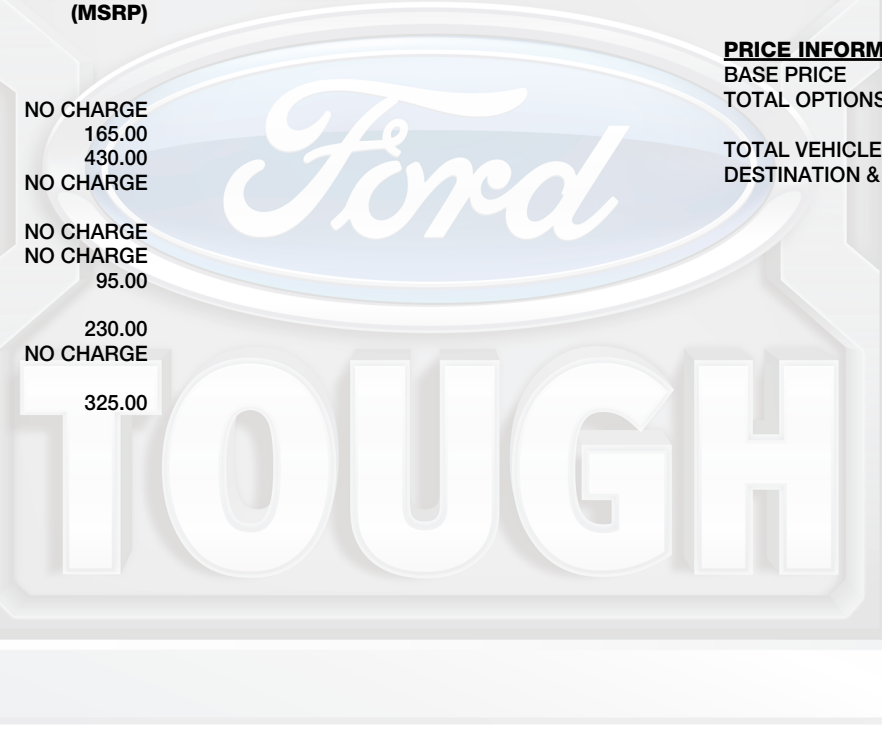 (MSRP)
NO CHARGE
165.00
430.00
NO CHARGE
NO CHARGE
NO CHARGE
95.00
230.00
NO CHARGE
325.00
PRICE INFORM
BASE PRICE
TOTAL OPTIONS
TOTAL VEHICLE
DESTINATION &
Ford
TOUGH